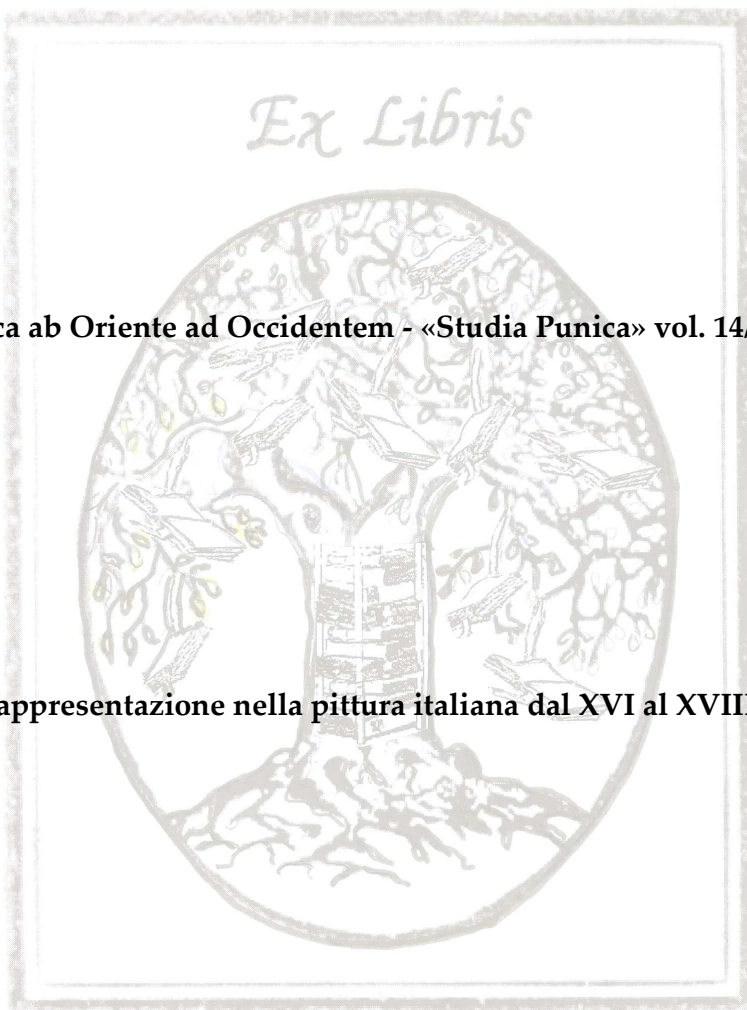 Ex Libris
ca ab Oriente ad Occidentem - «Studia Punica» vol. 14/
appresentazione nella pittura italiana dal XVI al XVIII